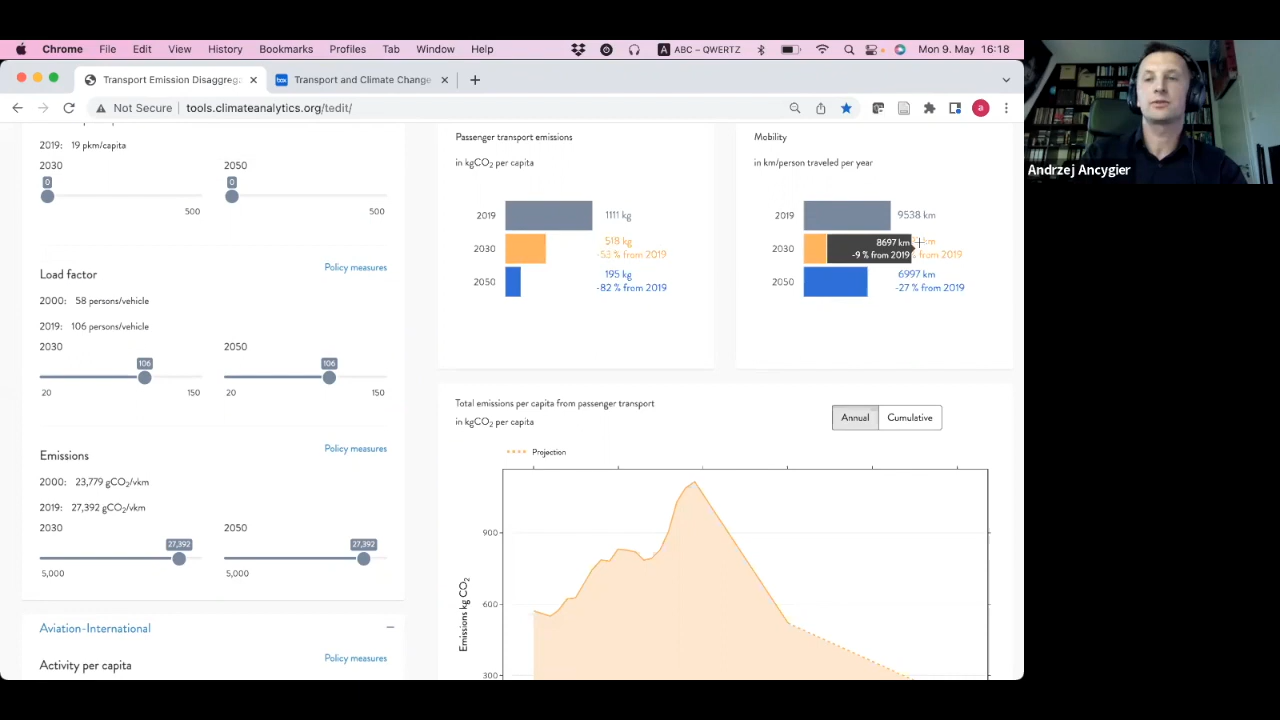 Chrome File Edit View History Bookmarks Profiles Tab Window Help A ABC – QWERTZ Mon 9. May 16:18
Transport Emission Disaggrega box Transport and Climate Change
Not Secure tools.climateanalytics.org/tedit/ a
2019: 19 pkm/capita
2030 2050
0 0
500 500
Load factor Policy measures
2000: 58 persons/vehicle
2019: 106 persons/vehicle
2030 2050
106 106
20 150 20 150
Emissions Policy measures
2000: 23,779 gCO₂/vkm
2019: 27,392 gCO₂/vkm
2030 2050
27,392 27,392
5,000 5,000
Aviation-International
Activity per capita Policy measures
Passenger transport emissions
in kgCO₂ per capita
2019 1111 kg
2030 518 kg
-53 % from 2019
2050 195 kg
-82 % from 2019
Mobility
in km/person traveled per year
2019 9538 km
2030 8697 km km
-9 % from 2019 % from 2019
2050 6997 km
-27 % from 2019
Total emissions per capita from passenger transport
in kgCO₂ per capita
Annual Cumulative
Projection
900
600
300
Emissions kg CO₂
Andrzej Ancygier